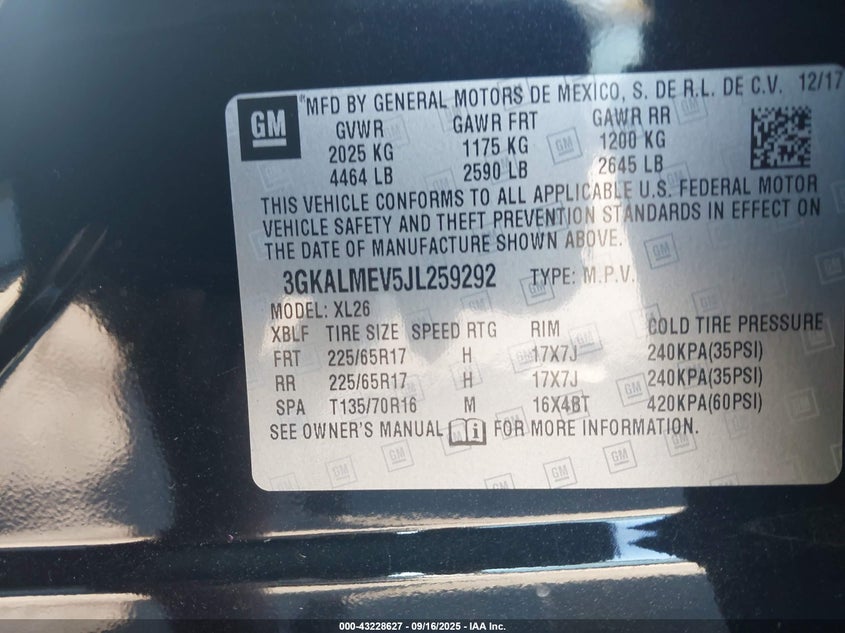 GM
*MFD BY GENERAL MOTORS DE MEXICO, S. DE R.L. DE C.V. 12/17
GVWR GAWR FRT GAWR RR
2025 KG 1175 KG 1200 KG
4464 LB 2590 LB 2645 LB
THIS VEHICLE CONFORMS TO ALL APPLICABLE U.S. FEDERAL MOTOR
VEHICLE SAFETY AND THEFT PREVENTION STANDARDS IN EFFECT ON
THE DATE OF MANUFACTURE SHOWN ABOVE.
3GKALMEV5JL259292 TYPE: M.P.V.
MODEL: XL26
XBLF TIRE SIZE SPEED RTG RIM COLD TIRE PRESSURE
FRT 225/65R17 H 17X7J 240KPA(35PSI)
RR 225/65R17 H 17X7J 240KPA(35PSI)
SPA T135/70R16 M 16X4BT 420KPA(60PSI)
SEE OWNER'S MANUAL FOR MORE INFORMATION.
000-43228627 - 09/16/2025 - IAA Inc.